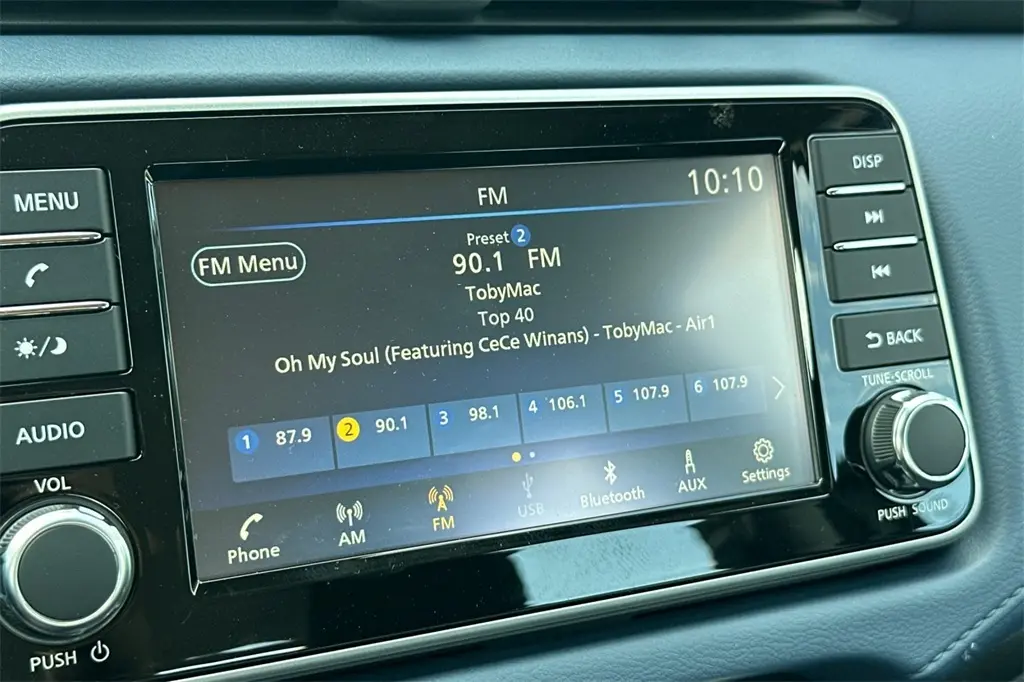 MENU
AUDIO
VOL
PUSH
FM
10:10
FM Menu
Preset 2
90.1 FM
TobyMac
Top 40
Oh My Soul (Featuring CeCe Winans) - TobyMac - Air1
1 87.9 2 90.1 3 98.1 4 106.1 5 107.9 6 107.9
Phone AM FM USB Bluetooth AUX Settings
DISP
BACK
TUNE-SCROLL
PUSH SOUND